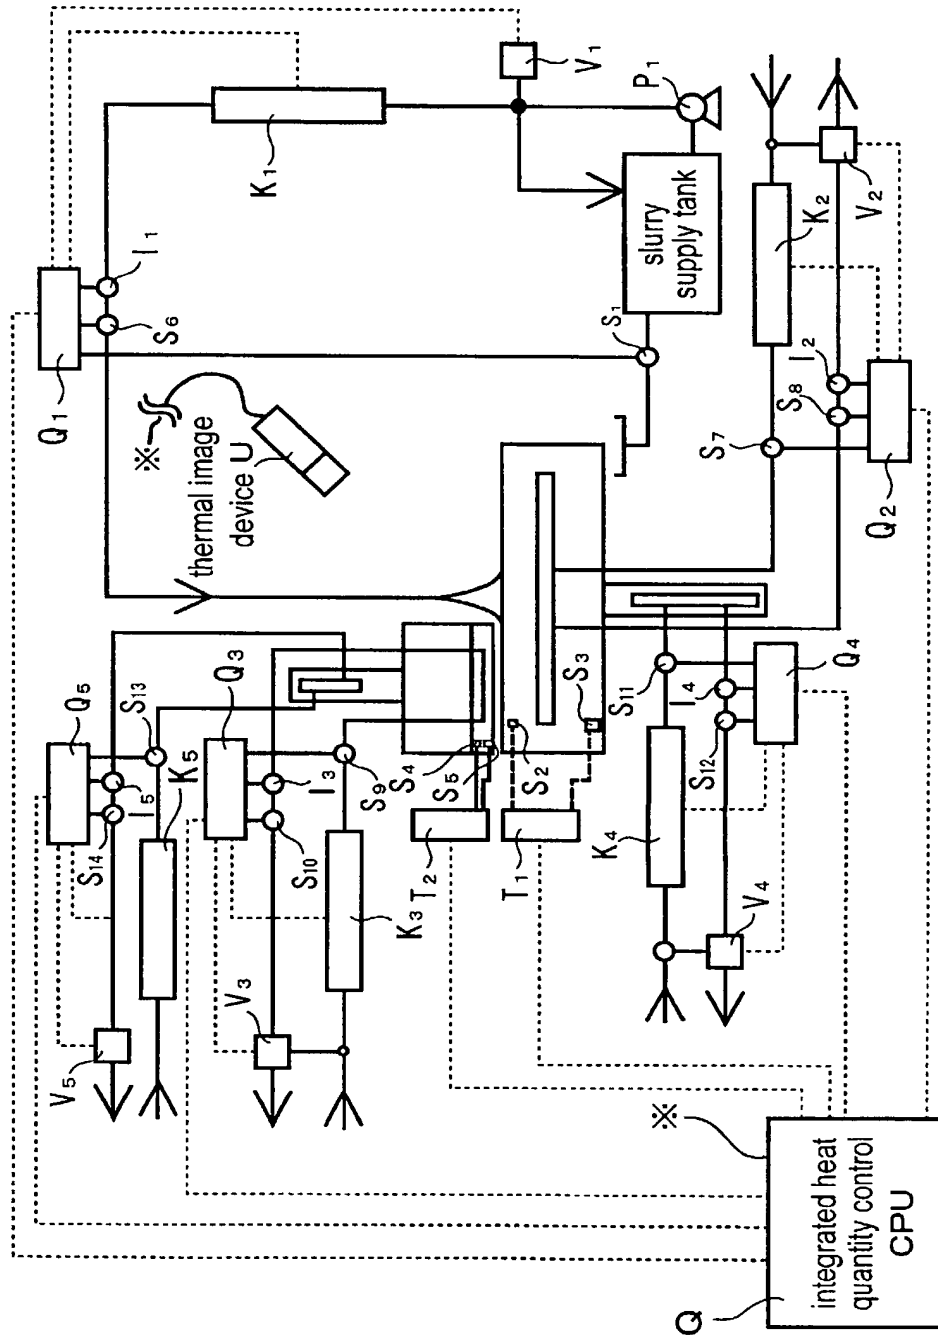 Q₁
I₁
S₆
K₁
V₁
P₁
slurry
supply tank
S₁
※
thermal image
device U
K₂
V₂
I₂
S₈
S₇
Q₂
Q₅
S₁₃
I₅
S₁₄
K₅
V₅
Q₃
I₃
S₁₀
S₉
K₃
V₃
S₄
S₅
S₂
S₃
T₂
T₁
S₁₁
I₄
S₁₂
Q₄
K₄
V₄
※
Q
integrated heat
quantity control
CPU